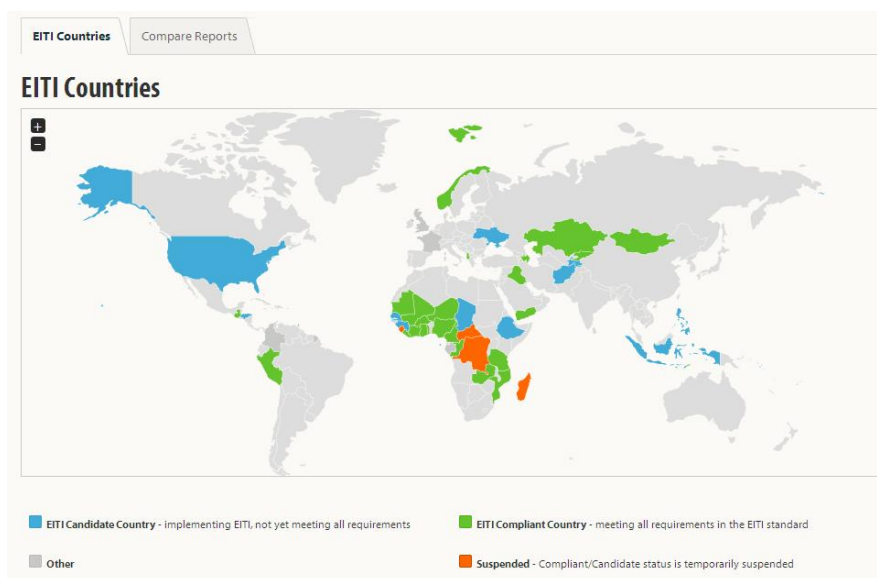 EITI Countries
Compare Reports
EITI Countries
+
−
EITI Candidate Country - implementing EITI, not yet meeting all requirements
EITI Compliant Country - meeting all requirements in the EITI standard
Other
Suspended - Compliant/Candidate status is temporarily suspended